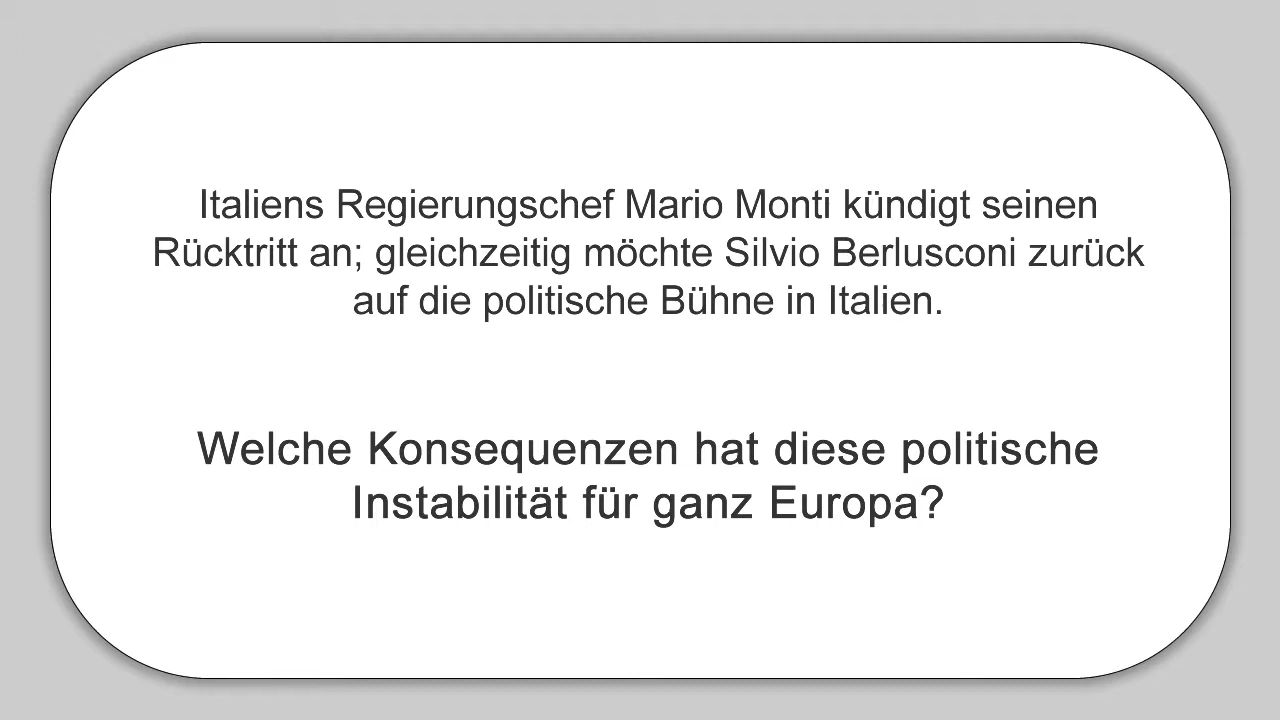 Italiens Regierungschef Mario Monti kündigt seinen
Rücktritt an; gleichzeitig möchte Silvio Berlusconi zurück
auf die politische Bühne in Italien.
Welche Konsequenzen hat diese politische
Instabilität für ganz Europa?